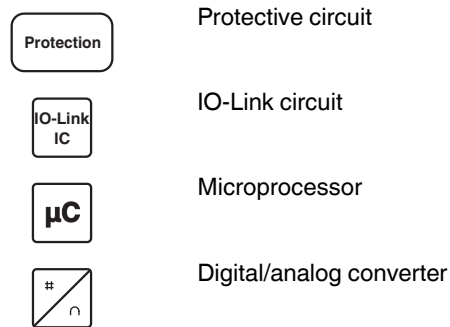 Protection Protective circuit
IO-Link IC IO-Link circuit
µC Microprocessor
# ∩ Digital/analog converter